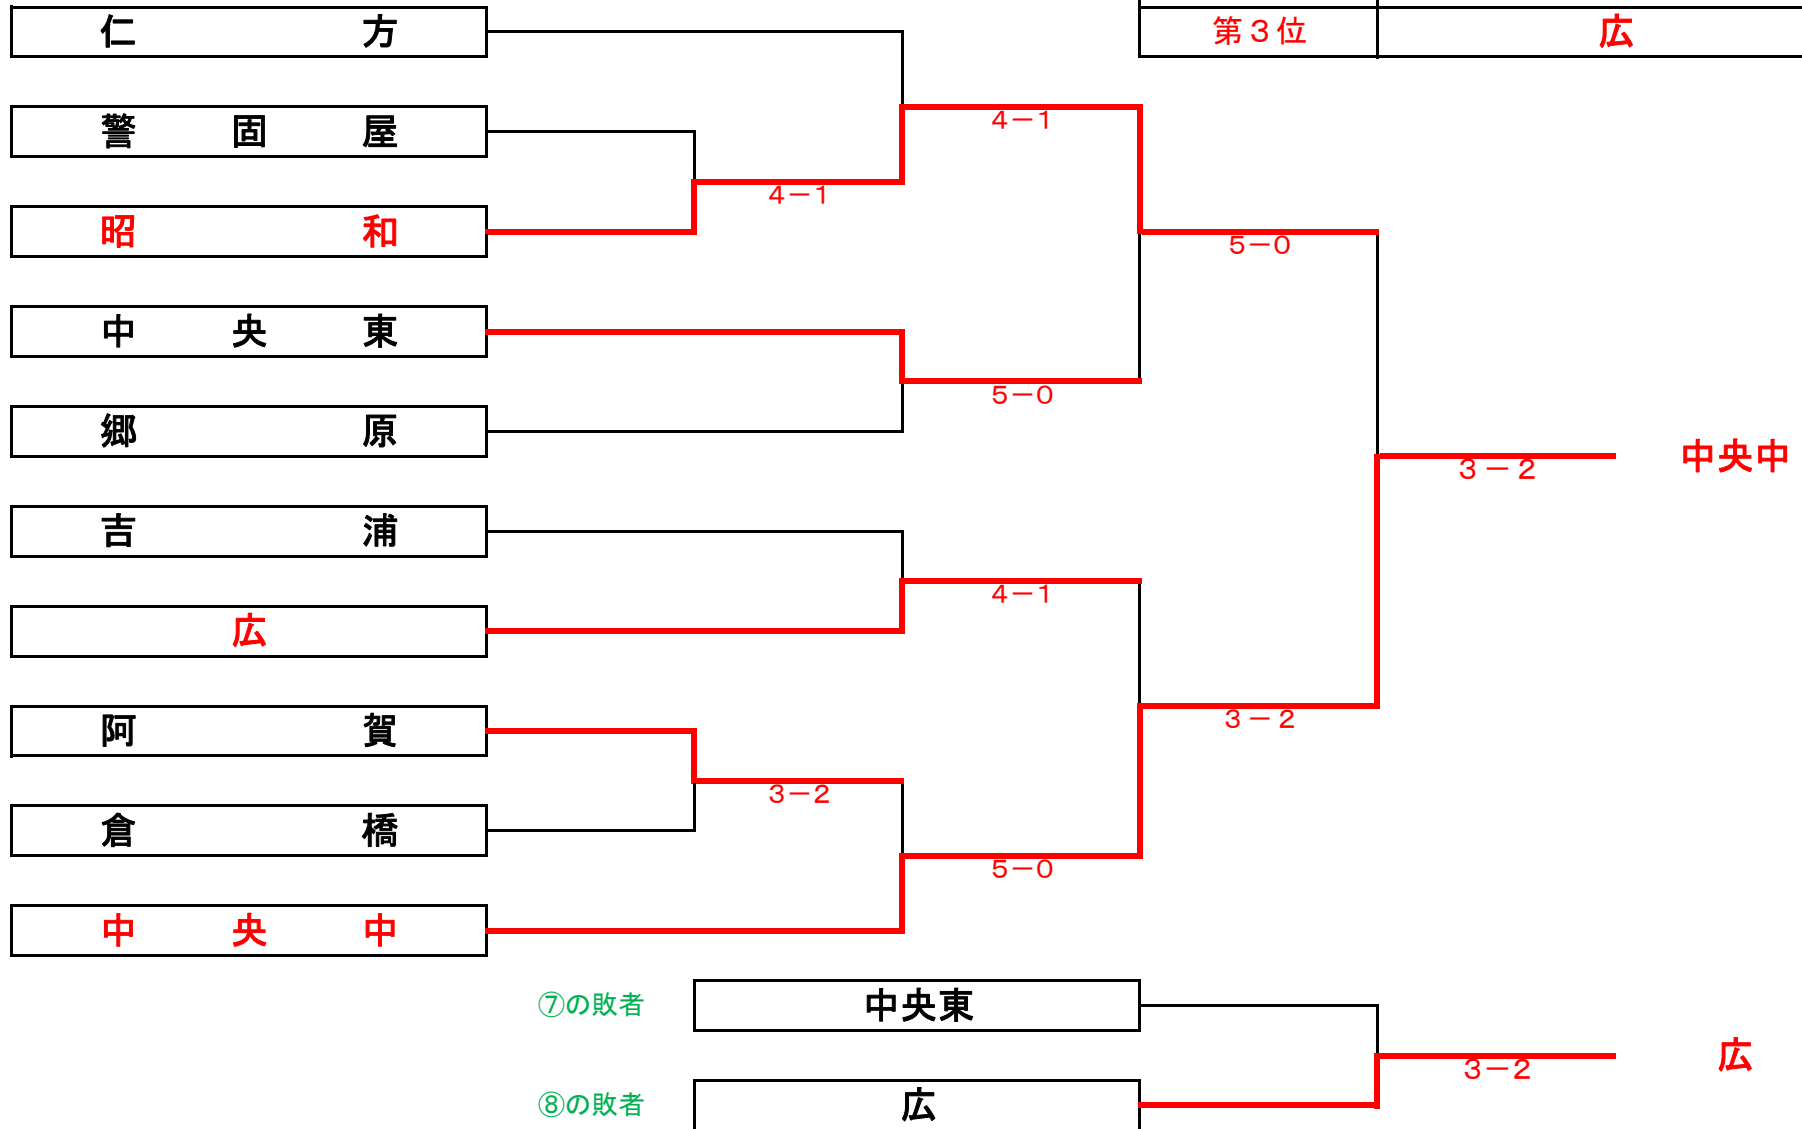 仁方
第３位 広
4－1
警固屋
4－1
昭和
5－0
中央東
5－0
郷原
中央中
３－２
吉浦
4－1
広
3－2
阿賀
3－2
倉橋
5－0
中央中
⑦の敗者 中央東
3－2 広
⑧の敗者 広